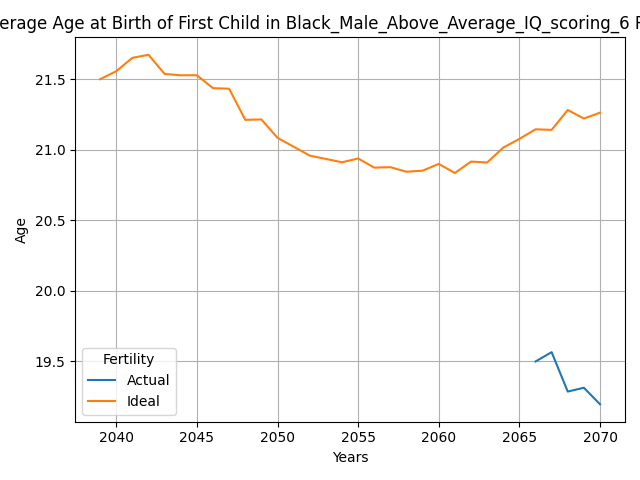 erage Age at Birth of First Child in Black_Male_Above_Average_IQ_scoring_6
Age
21.5
21.0
20.5
20.0
19.5
Fertility
Actual
Ideal
2040 2045 2050 2055 2060 2065 2070
Years